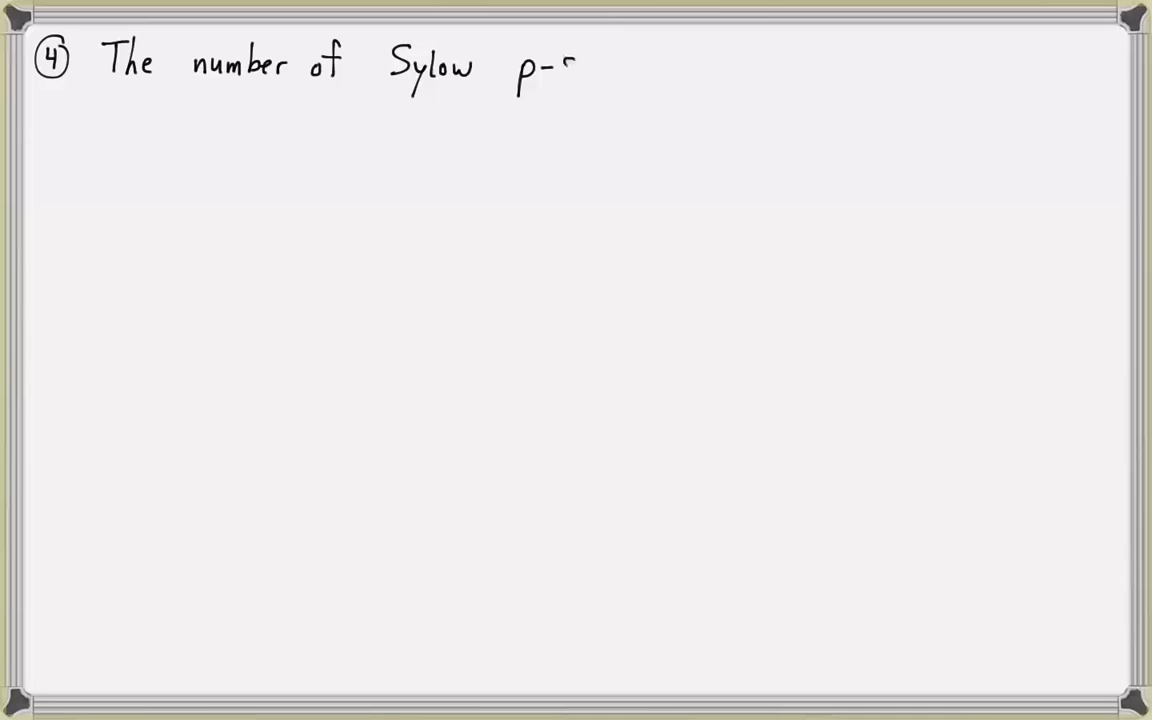 ④ The number of Sylow p-